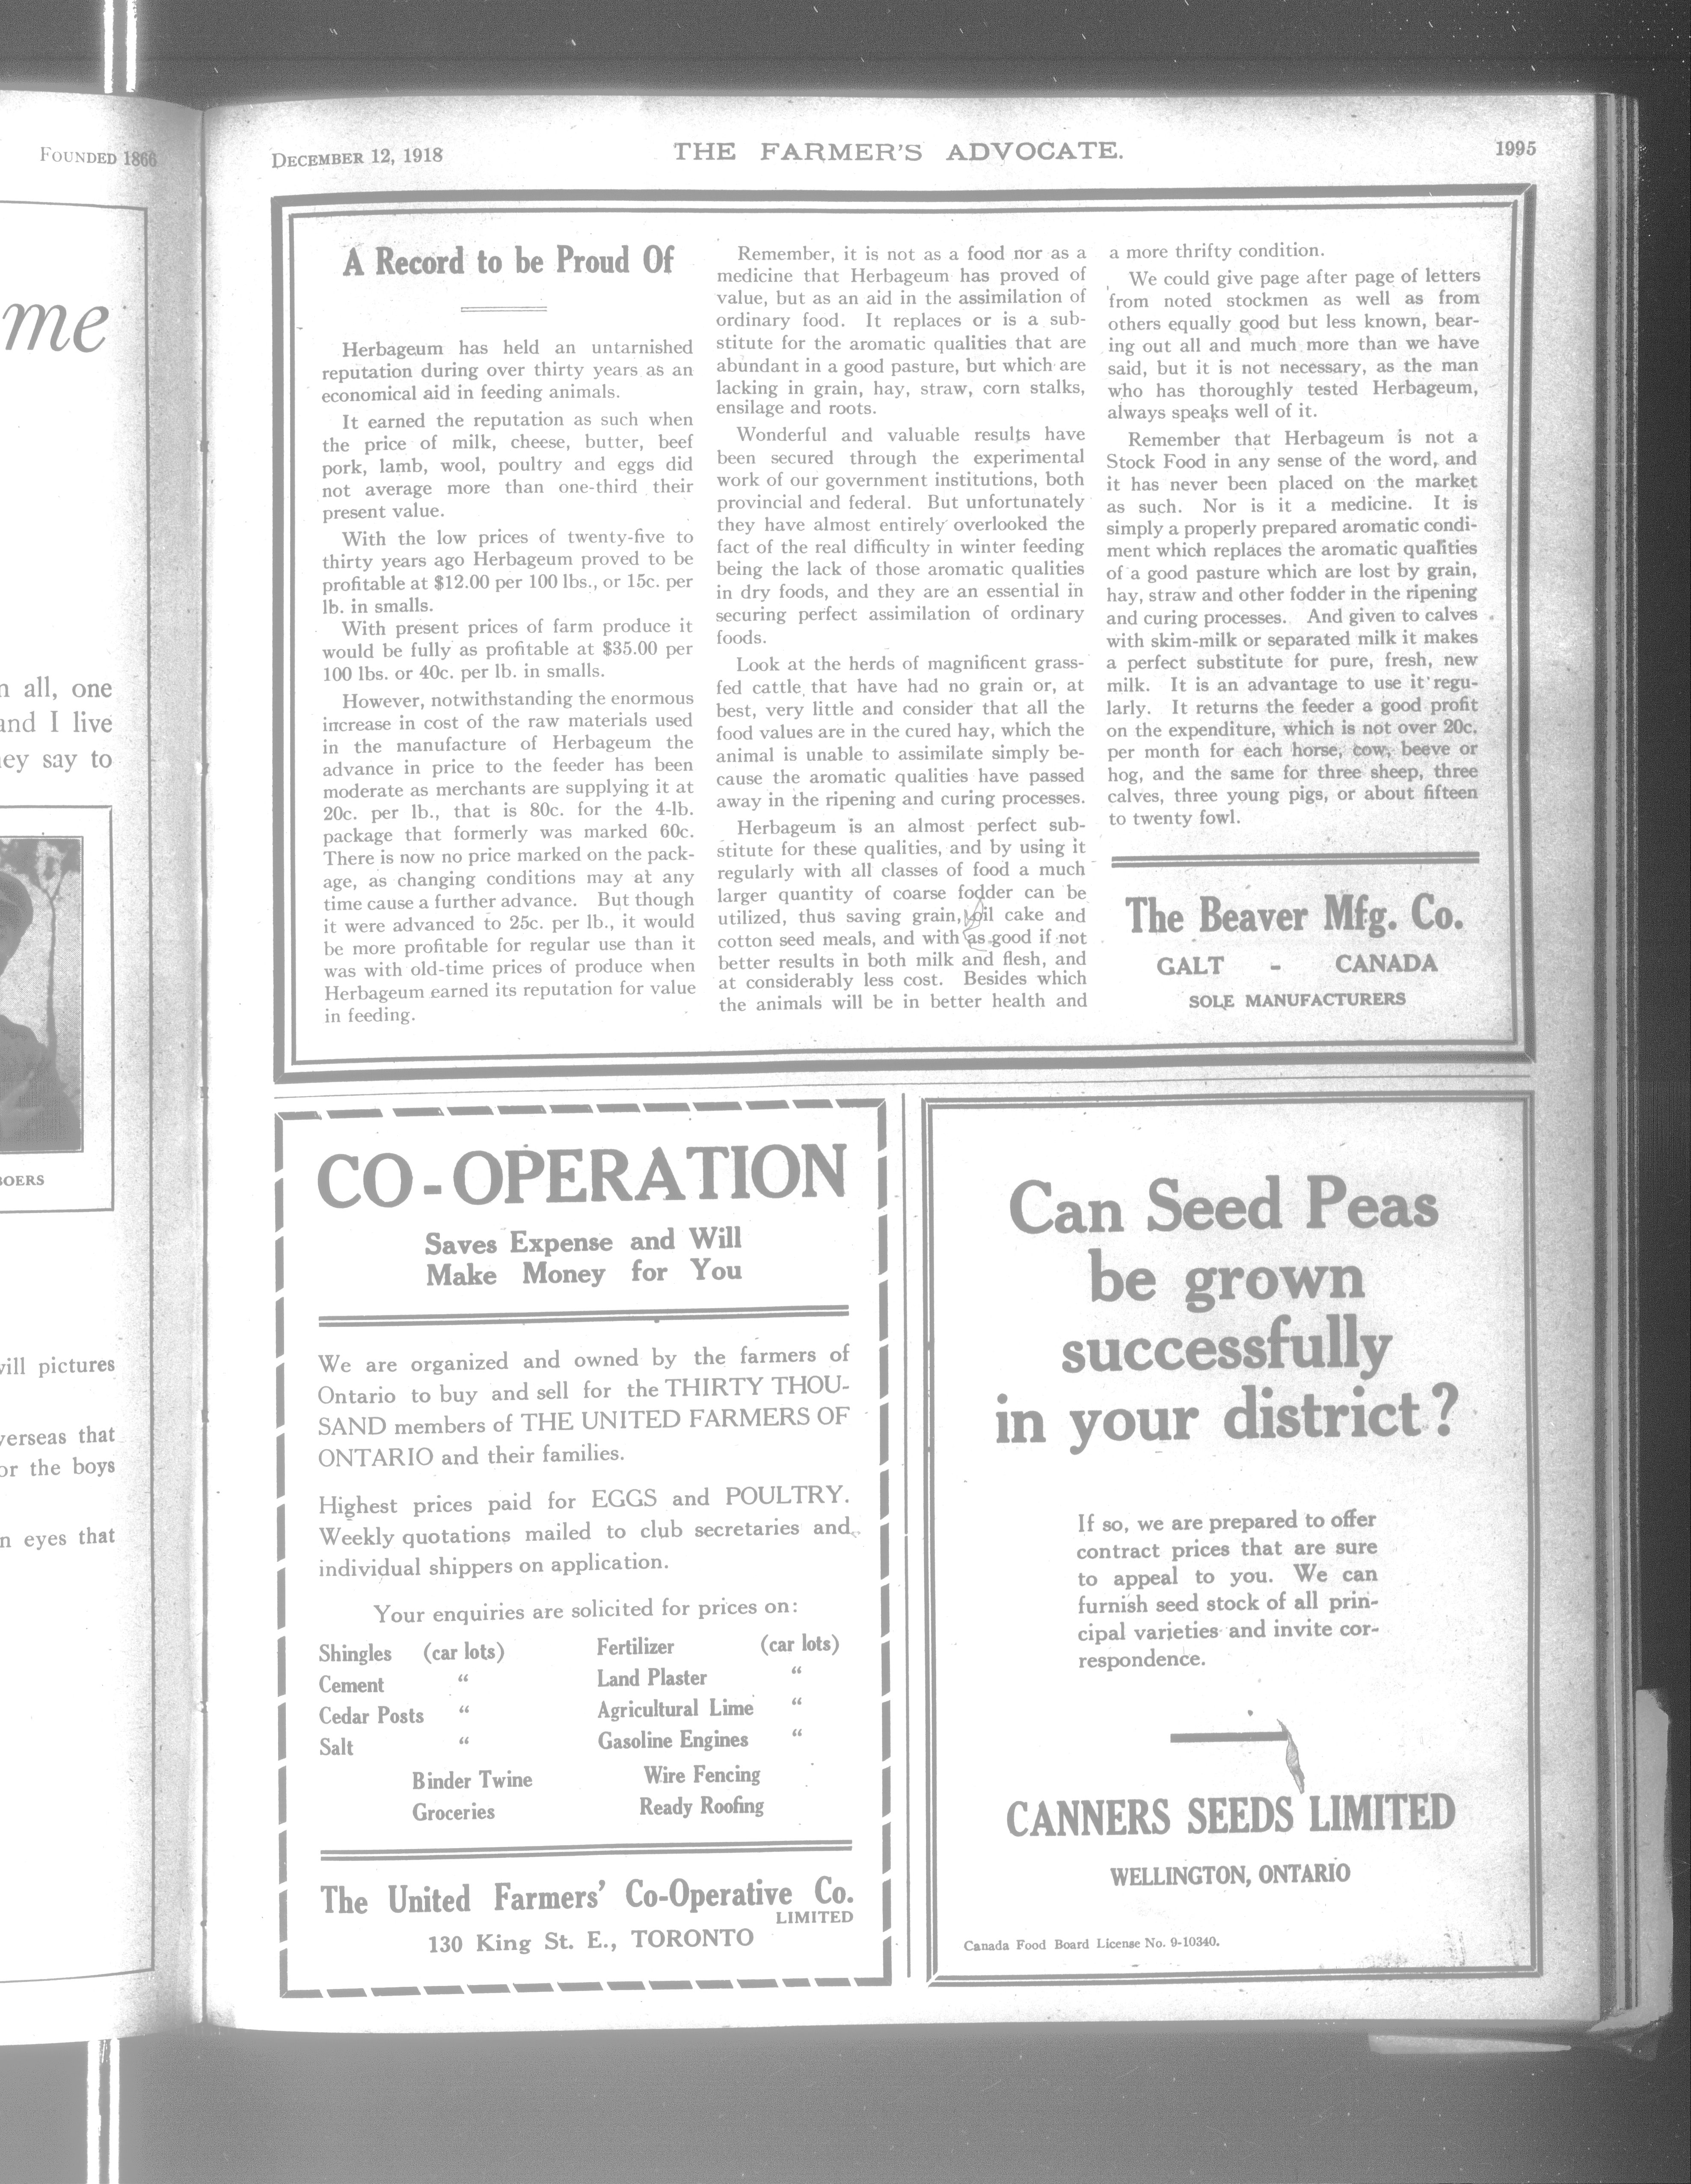 FOUNDED 1866
me
n all, one
and I live
hey say to
BOERS
will pictures
verseas that
or the boys
n eyes that
DECEMBER 12, 1918
THE FARMER'S ADVOCATE.
1995
A Record to be Proud Of
Herbageum has held an untarnished
reputation during over thirty years as an
economical aid in feeding animals.
It earned the reputation as such when
the price of milk, cheese, butter, beef
pork, lamb, wool, poultry and eggs did
not average more than one-third their
present value.
With the low prices of twenty-five to
thirty years ago Herbageum proved to be
profitable at $12.00 per 100 lbs., or 15c. per
lb. in smalls.
With present prices of farm produce it
would be fully as profitable at $35.00 per
100 lbs. or 40c. per lb. in smalls.
However, notwithstanding the enormous
increase in cost of the raw materials used
in the manufacture of Herbageum the
advance in price to the feeder has been
moderate as merchants are supplying it at
20c. per lb., that is 80c. for the 4-lb.
package that formerly was marked 60c.
There is now no price marked on the pack-
age, as changing conditions may at any
time cause a further advance. But though
it were advanced to 25c. per lb., it would
be more profitable for regular use than it
was with old-time prices of produce when
Herbageum earned its reputation for value
in feeding.
Remember, it is not as a food nor as a
medicine that Herbageum has proved of
value, but as an aid in the assimilation of
ordinary food. It replaces or is a sub-
stitute for the aromatic qualities that are
abundant in a good pasture, but which are
lacking in grain, hay, straw, corn stalks,
ensilage and roots.
Wonderful and valuable results have
been secured through the experimental
work of our government institutions, both
provincial and federal. But unfortunately
they have almost entirely overlooked the
fact of the real difficulty in winter feeding
being the lack of those aromatic qualities
in dry foods, and they are an essential in
securing perfect assimilation of ordinary
foods.
Look at the herds of magnificent grass-
fed cattle that have had no grain or, at
best, very little and consider that all the
food values are in the cured hay, which the
animal is unable to assimilate simply be-
cause the aromatic qualities have passed
away in the ripening and curing processes.
Herbageum is an almost perfect sub-
stitute for these qualities, and by using it
regularly with all classes of food a much
larger quantity of coarse fodder can be
utilized, thus saving grain, oil cake and
cotton seed meals, and with as good if not
better results in both milk and flesh, and
at considerably less cost. Besides which
the animals will be in better health and
a more thrifty condition.
We could give page after page of letters
from noted stockmen as well as from
others equally good but less known, bear-
ing out all and much more than we have
said, but it is not necessary, as the man
who has thoroughly tested Herbageum,
always speaks well of it.
Remember that Herbageum is not a
Stock Food in any sense of the word, and
it has never been placed on the market
as such. Nor is it a medicine. It is
simply a properly prepared aromatic condi-
ment which replaces the aromatic qualities
of a good pasture which are lost by grain,
hay, straw and other fodder in the ripening
and curing processes. And given to calves
with skim-milk or separated milk it makes
a perfect substitute for pure, fresh, new
milk. It is an advantage to use it regu-
larly. It returns the feeder a good profit
on the expenditure, which is not over 20c.
per month for each horse, cow, beeve or
hog, and the same for three sheep, three
calves, three young pigs, or about fifteen
to twenty fowl.
The Beaver Mfg. Co.
GALT - CANADA
SOLE MANUFACTURERS
CO-OPERATION
Saves Expense and Will
Make Money for You
We are organized and owned by the farmers of
Ontario to buy and sell for the THIRTY THOU-
SAND members of THE UNITED FARMERS OF
ONTARIO and their families.
Highest prices paid for EGGS and POULTRY.
Weekly quotations mailed to club secretaries and
individual shippers on application.
Your enquiries are solicited for prices on:
Shingles (car lots) Fertilizer (car lots)
Cement “ Land Plaster “
Cedar Posts “ Agricultural Lime “
Salt “ Gasoline Engines “
Binder Twine Wire Fencing
Groceries Ready Roofing
The United Farmers' Co-Operative Co.
LIMITED
130 King St. E., TORONTO
Can Seed Peas
be grown
successfully
in your district?
If so, we are prepared to offer
contract prices that are sure
to appeal to you. We can
furnish seed stock of all prin-
cipal varieties and invite cor-
respondence.
CANNERS SEEDS LIMITED
WELLINGTON, ONTARIO
Canada Food Board License No. 9-10340.